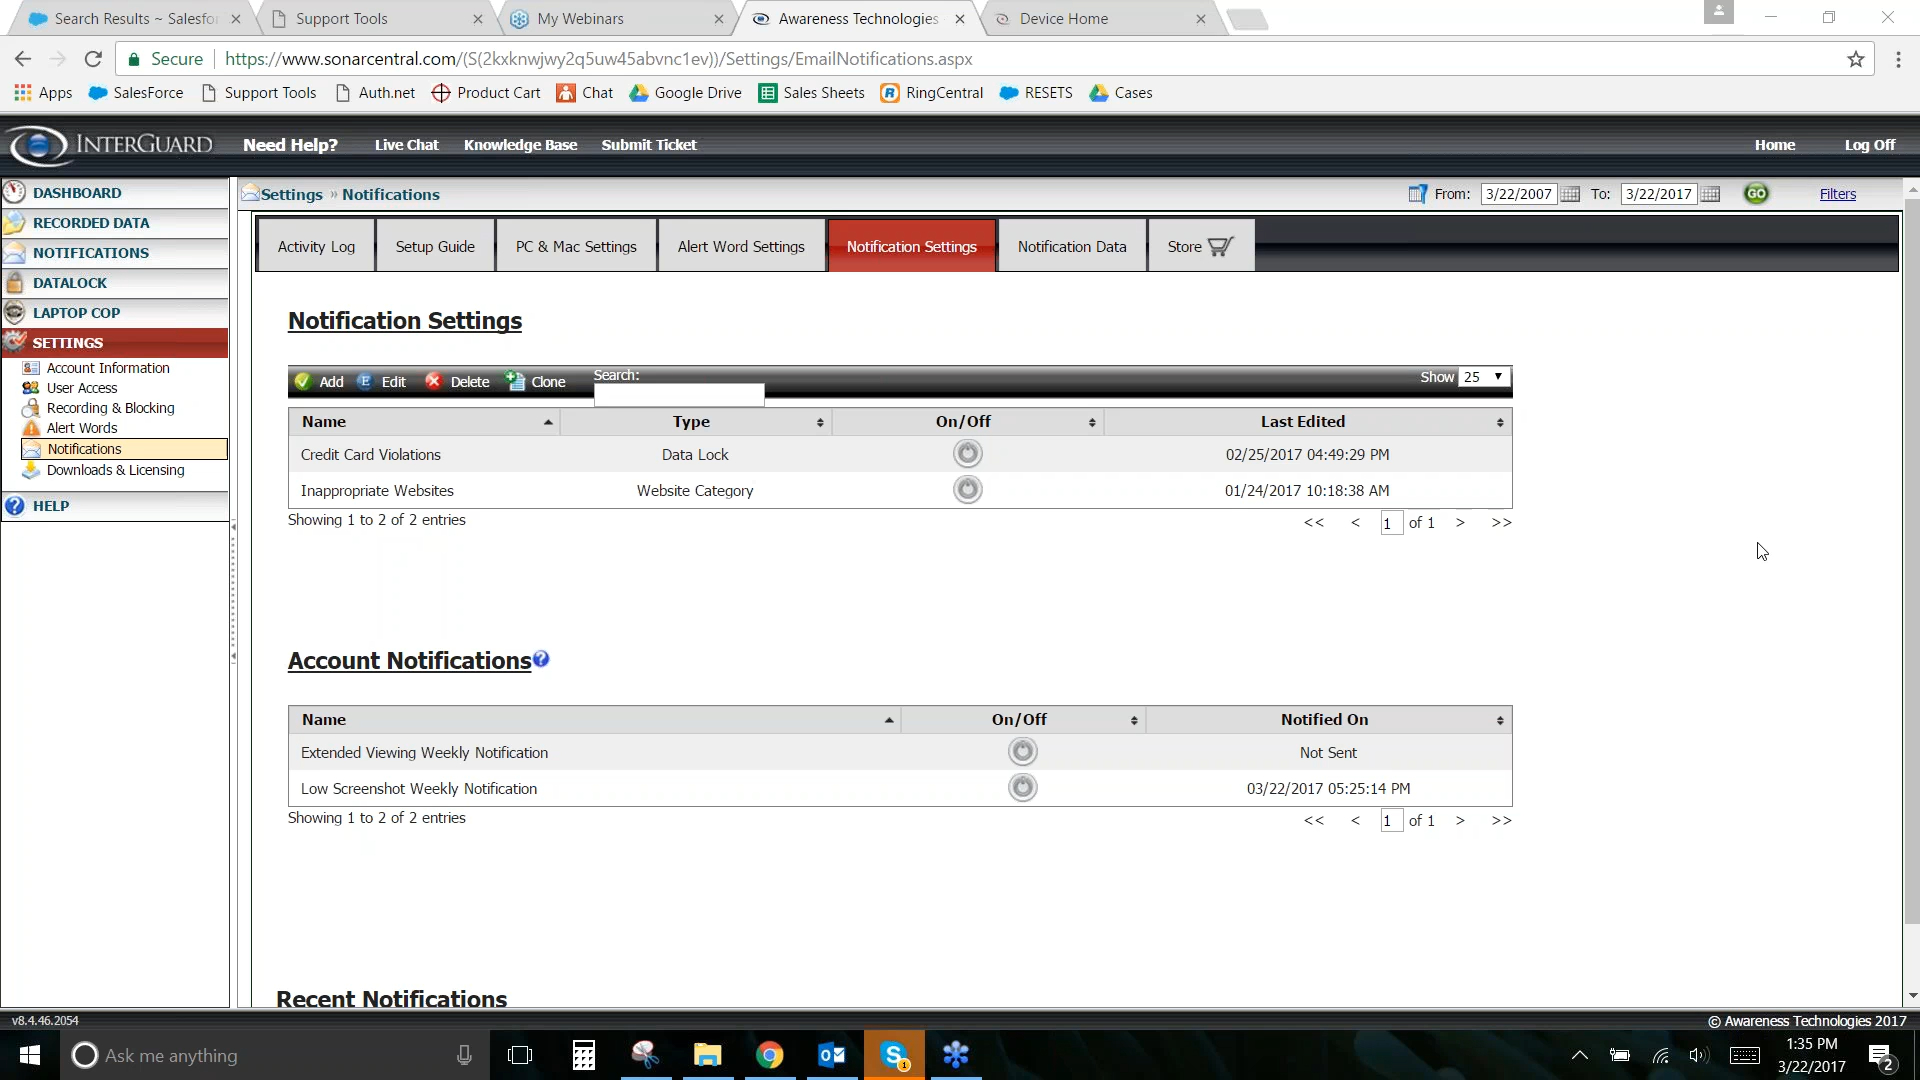 Search Results ~ Salesfor
Support Tools
My Webinars
Awareness Technologies
Device Home
Secure
https://www.sonarcentral.com/(S(2kxknwjwy2q5uw45abvnc1ev))/Settings/EmailNotifications.aspx
Apps SalesForce Support Tools Auth.net Product Cart Chat Google Drive Sales Sheets RingCentral RESETS Cases
INTERGUARD Need Help? Live Chat Knowledge Base Submit Ticket Home Log Off
DASHBOARD
RECORDED DATA
NOTIFICATIONS
DATALOCK
LAPTOP COP
SETTINGS
Account Information
User Access
Recording & Blocking
Alert Words
Notifications
Downloads & Licensing
HELP
Settings » Notifications From: 3/22/2007 To: 3/22/2017 GO Filters
Activity Log Setup Guide PC & Mac Settings Alert Word Settings Notification Settings Notification Data Store
Notification Settings
Add Edit Delete Clone Search: Show 25
Name Type On/Off Last Edited
Credit Card Violations Data Lock 02/25/2017 04:49:29 PM
Inappropriate Websites Website Category 01/24/2017 10:18:38 AM
Showing 1 to 2 of 2 entries << < 1 of 1 > >>
Account Notifications ?
Name On/Off Notified On
Extended Viewing Weekly Notification Not Sent
Low Screenshot Weekly Notification 03/22/2017 05:25:14 PM
Showing 1 to 2 of 2 entries << < 1 of 1 > >>
Recent Notifications
v8.4.46.2054 © Awareness Technologies 2017
Ask me anything
1:35 PM
3/22/2017
2